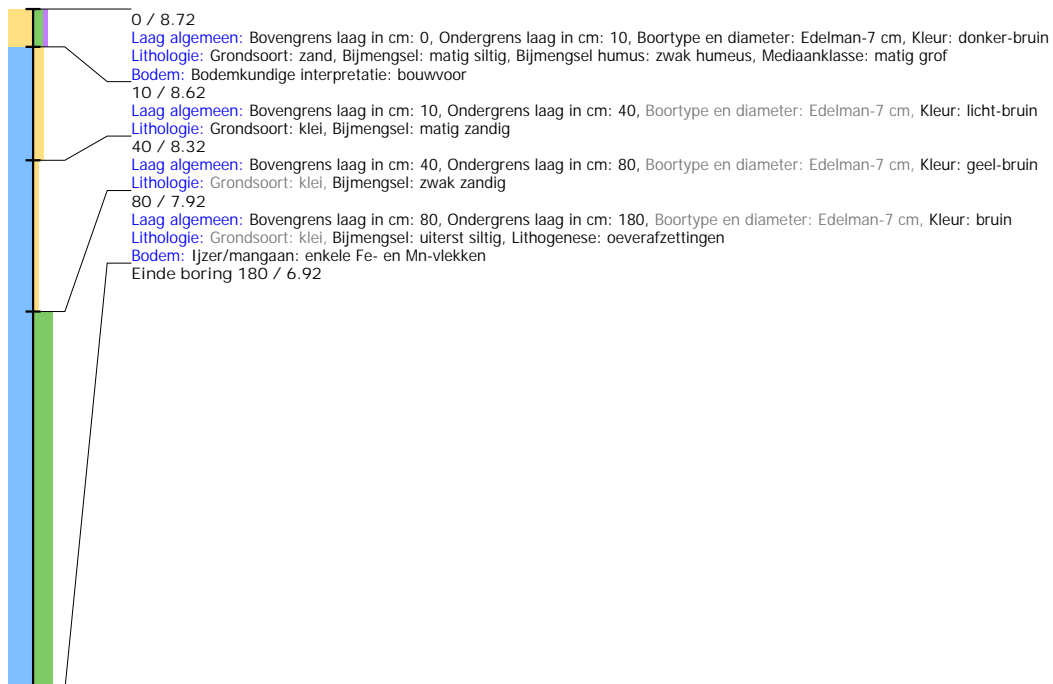 0 / 8.72
Laag algemeen: Bovengrens laag in cm: 0, Ondergrens laag in cm: 10, Boortype en diameter: Edelman-7 cm, Kleur: donker-bruin
Lithologie: Grondsoort: zand, Bijmengsel: matig siltig, Bijmengsel humus: zwak humeus, Mediaanklasse: matig grof
Bodem: Bodemkundige interpretatie: bouwvoor
10 / 8.62
Laag algemeen: Bovengrens laag in cm: 10, Ondergrens laag in cm: 40, Boortype en diameter: Edelman-7 cm, Kleur: licht-bruin
Lithologie: Grondsoort: klei, Bijmengsel: matig zandig
40 / 8.32
Laag algemeen: Bovengrens laag in cm: 40, Ondergrens laag in cm: 80, Boortype en diameter: Edelman-7 cm, Kleur: geel-bruin
Lithologie: Grondsoort: klei, Bijmengsel: zwak zandig
80 / 7.92
Laag algemeen: Bovengrens laag in cm: 80, Ondergrens laag in cm: 180, Boortype en diameter: Edelman-7 cm, Kleur: bruin
Lithologie: Grondsoort: klei, Bijmengsel: uiterst siltig, Lithogenese: oeverafzettingen
Bodem: Ijzer/mangaan: enkele Fe- en Mn-vlekken
Einde boring 180 / 6.92